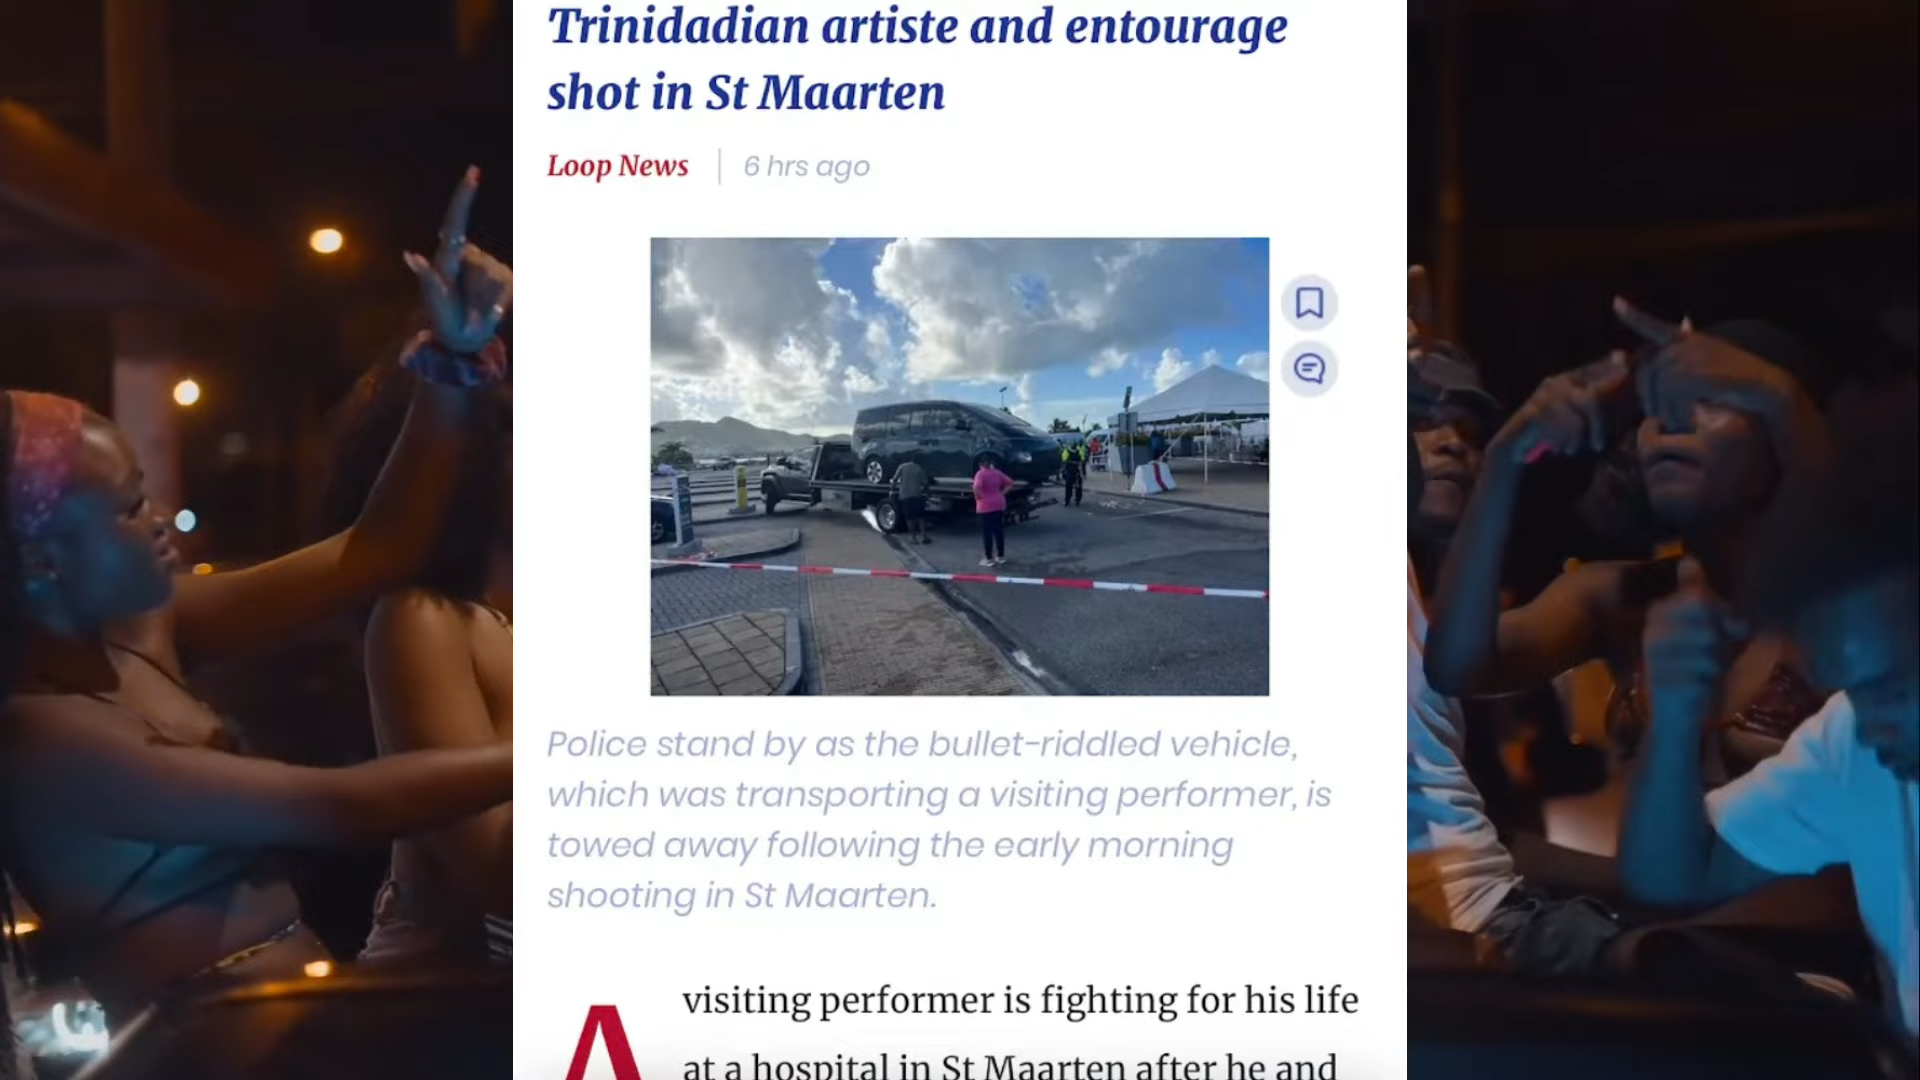 Trinidadian artiste and entourage
shot in St Maarten
Loop News | 6 hrs ago
Police stand by as the bullet-riddled vehicle,
which was transporting a visiting performer, is
towed away following the early morning
shooting in St Maarten.
A visiting performer is fighting for his life
at a hospital in St Maarten after he and